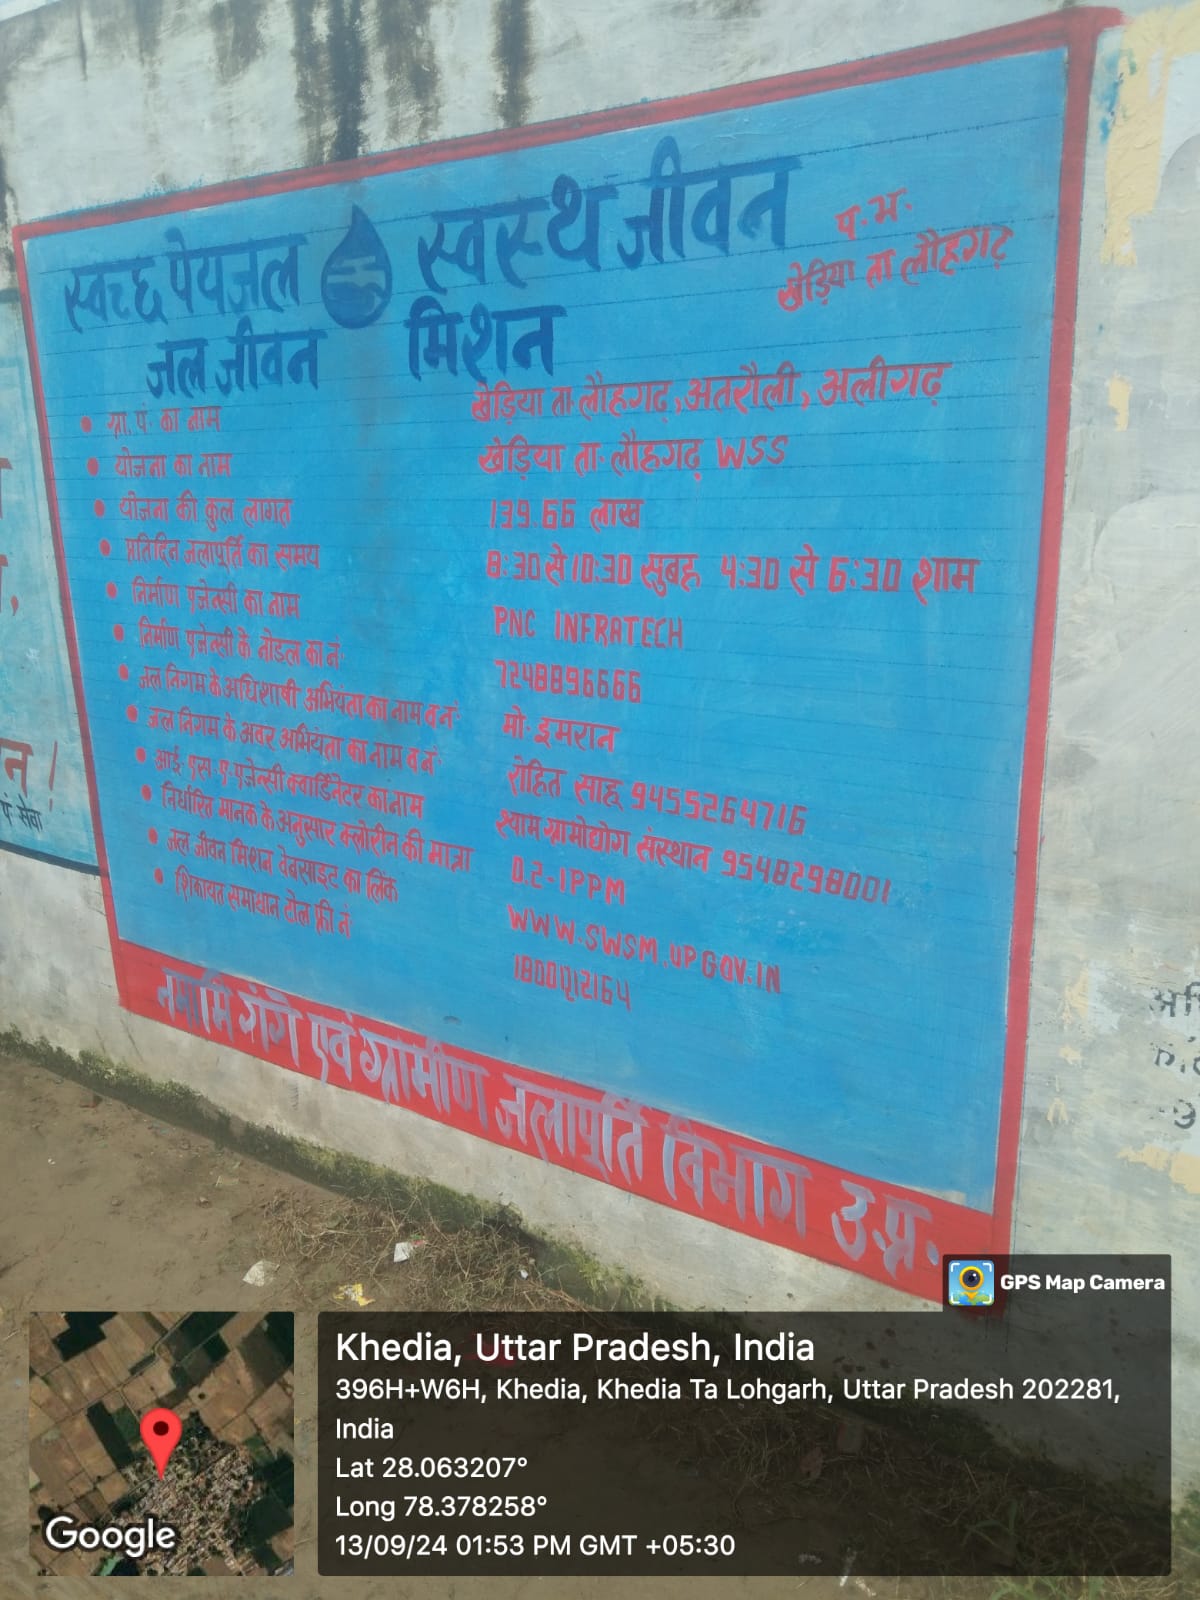 स्वच्छ पेयजल स्वस्थ जीवन
जल जीवन मिशन
प. भ.
खेड़िया ता लौहगढ़
• ग्रा. पं. का नाम खेड़िया ता. लौहगढ़, अतरौली, अलीगढ़
• योजना का नाम खेड़िया ता. लौहगढ़ WSS
• योजना की कुल लागत 139.66 लाख
• प्रतिदिन जलापूर्ति का समय 8:30 से 10:30 सुबह 4:30 से 6:30 शाम
• निर्माण एजेन्सी का नाम PNC INFRATECH
• निर्माण एजेन्सी के नोडल का नं. 7248896666
• जल निगम के अधिशाषी अभियंता का नाम व नं. मो. इमरान
• जल निगम के अवर अभियंता का नाम व नं. रोहित साहू 9455264716
• आई. एस. ए. एजेन्सी क्वार्डिनेटर का नाम श्याम ग्रामोद्योग संस्थान 9548298001
• निर्धारित मानक के अनुसार क्लोरीन की मात्रा 0.2-1PPM
• जल जीवन मिशन वेबसाइट का लिंक WWW.SWSM.UPGOV.IN
• शिकायत समाधान टोल फ्री नं.
नमामि गंगे एवं ग्रामीण जलापूर्ति विभाग उ.प्र.
न!
पं सेवा
GPS Map Camera
Khedia, Uttar Pradesh, India
396H+W6H, Khedia, Khedia Ta Lohgarh, Uttar Pradesh 202281,
India
Lat 28.063207°
Long 78.378258°
13/09/24 01:53 PM GMT +05:30
Google